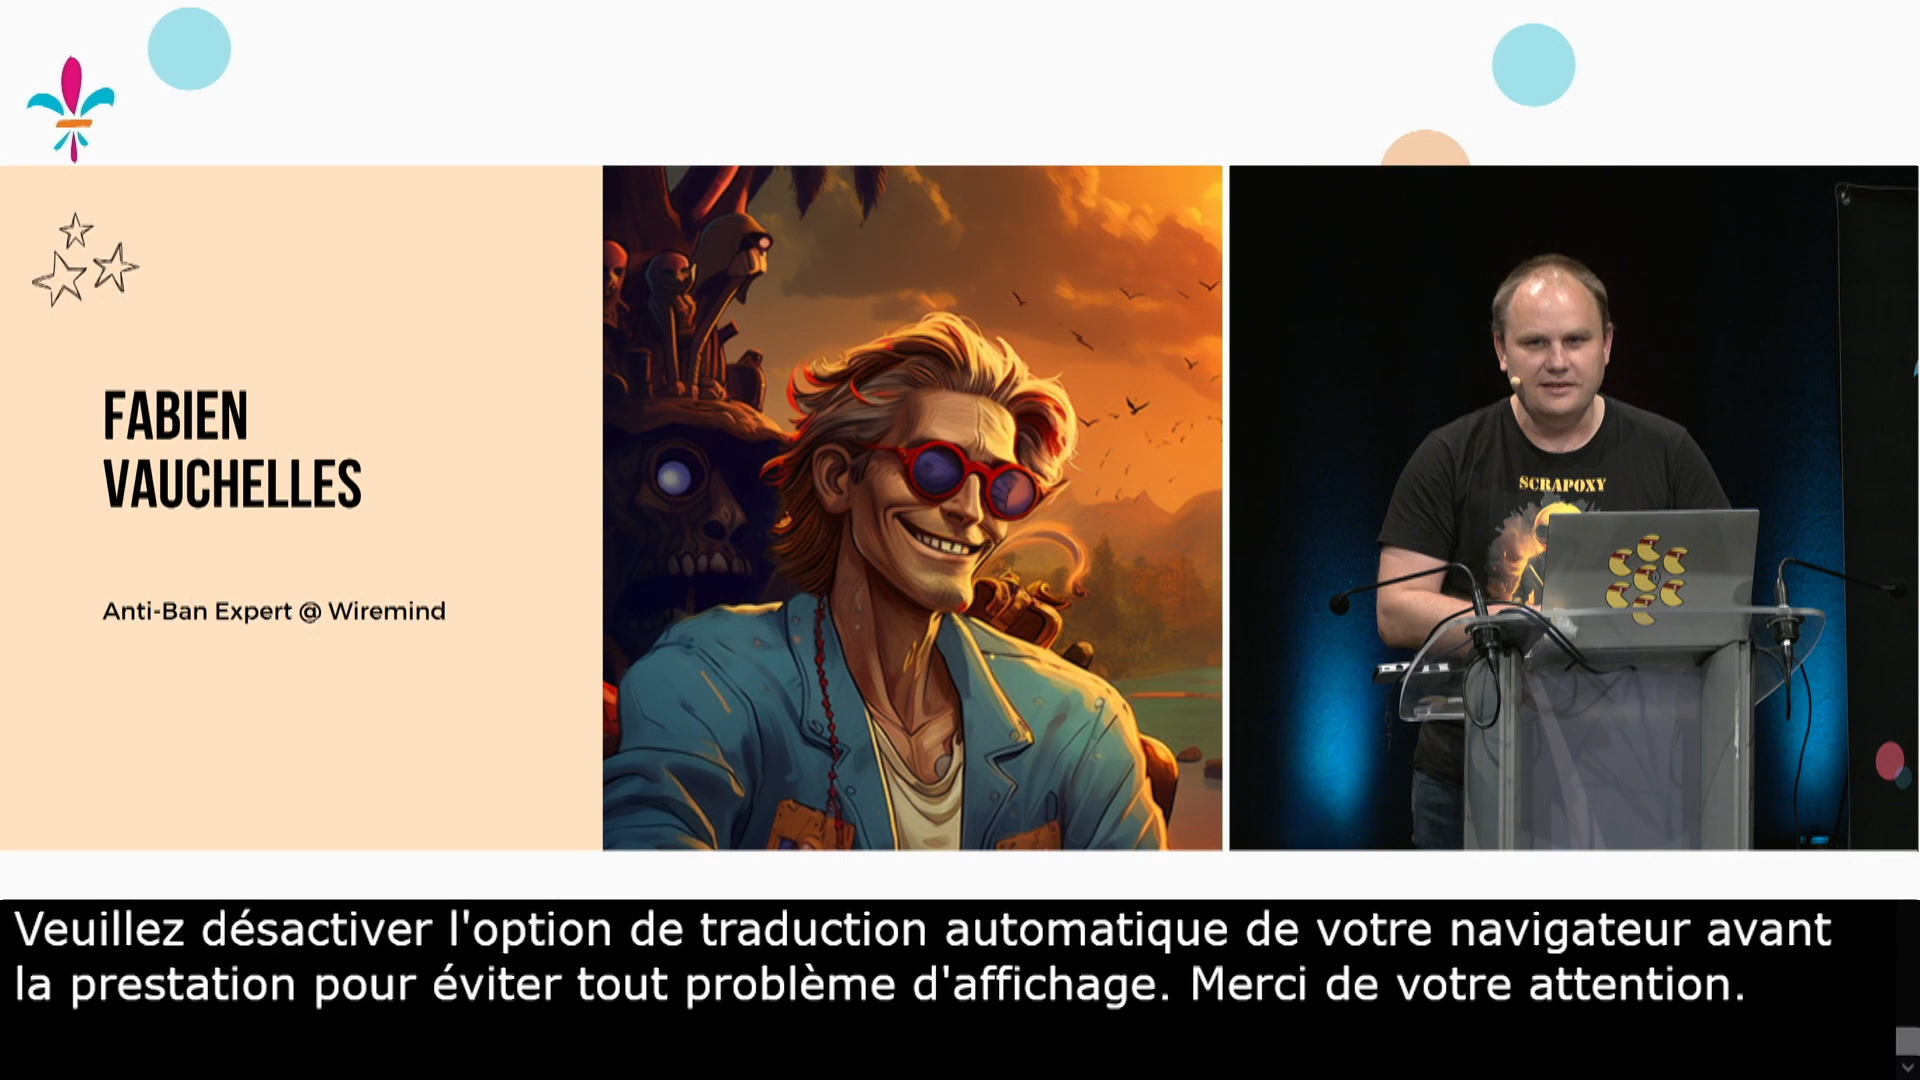 FABIEN
VAUCHELLES
Anti-Ban Expert @ Wiremind
SCRAPOXY
Veuillez désactiver l'option de traduction automatique de votre navigateur avant
la prestation pour éviter tout problème d'affichage. Merci de votre attention.